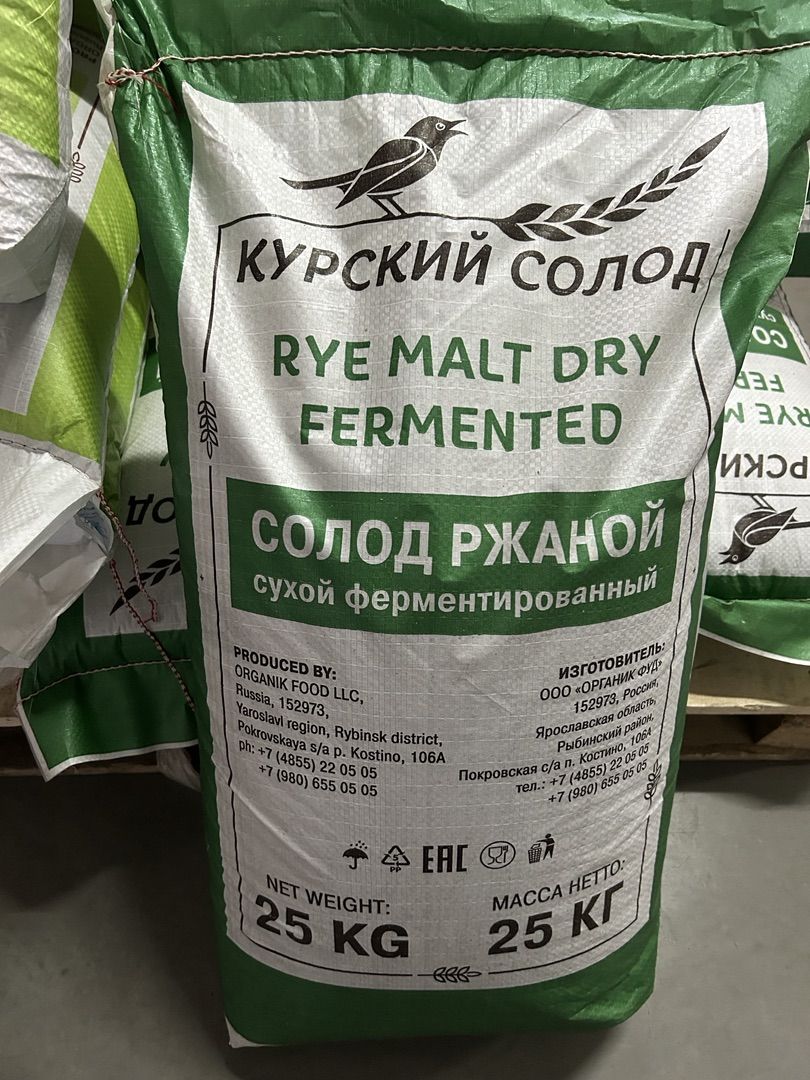 КУРСКИЙ СОЛОД
RYE MALT DRY
FERMENTED
СОЛОД РЖАНОЙ
сухой ферментированный
PRODUCED BY:
ORGANIK FOOD LLC,
Russia, 152973,
Yaroslavl region, Rybinsk district,
Pokrovskaya s/a p. Kostino, 106A
ph: +7 (4855) 22 05 05
+7 (980) 655 05 05
ИЗГОТОВИТЕЛЬ:
ООО «ОРГАНИК ФУД»
152973, Россия,
Ярославская область,
Рыбинский район,
Покровская с/а п. Костино, 106А
тел.: +7 (4855) 22 05 05
+7 (980) 655 05 05
5
PP
EAC
NET WEIGHT:
25 KG
МАССА НЕТТО:
25 КГ